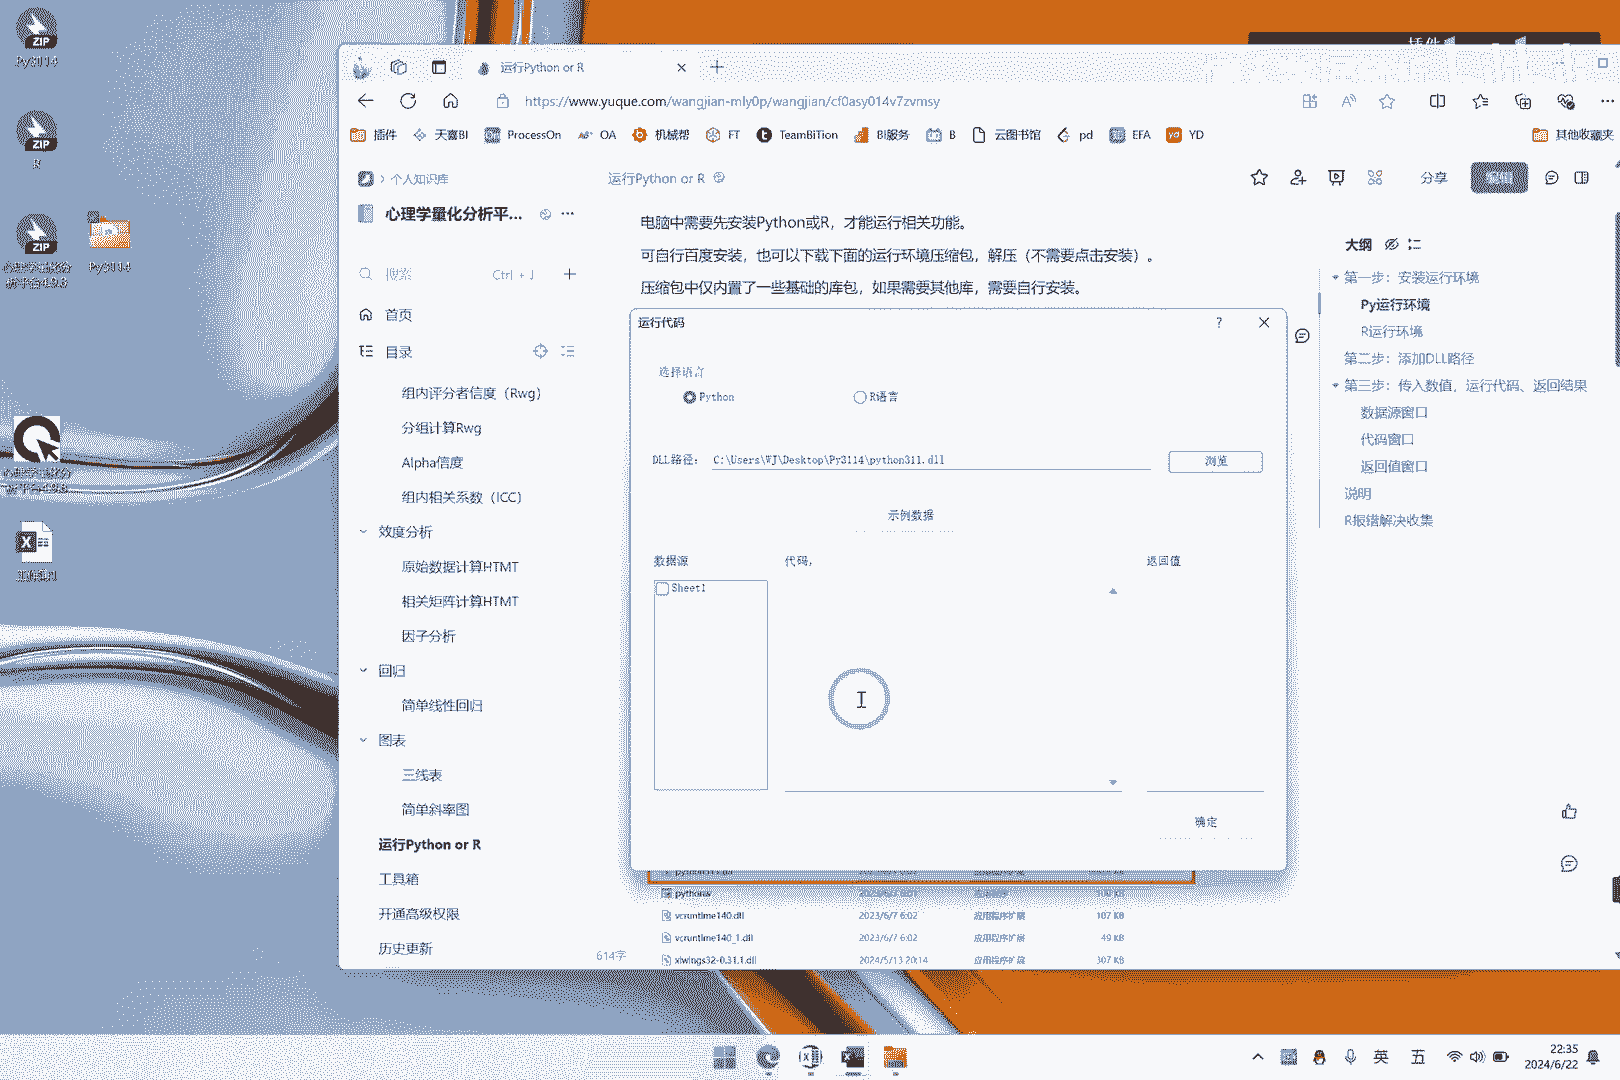 Py3114
R
心理学量化分析平台4.9.8
Py3114
运行Python or R
https://www.yuque.com/wangjian-mly0p/wangjian/cf0asy014v7zvmsy
插件
天喜BI
ProcessOn
OA
机械帮
FT
TeamBiTion
BI服务
B
云图书馆
pd
EFA
YD
其他收藏夹
个人知识库
运行Python or R
分享
编辑
心理学量化分析平...
搜索
Ctrl + J
首页
目录
组内评分者信度（Rwg）
分组计算Rwg
Alpha信度
组内相关系数（ICC）
效度分析
原始数据计算HTMT
相关矩阵计算HTMT
因子分析
回归
简单线性回归
图表
三线表
简单斜率图
运行Python or R
工具箱
开通高级权限
历史更新
614字
电脑中需要先安装Python或R，才能运行相关功能。
可自行百度安装，也可以下载下面的运行环境压缩包，解压（不需要点击安装）。
压缩包中仅内置了一些基础的库包，如果需要其他库，需要自行安装。
运行代码
?
选择语言
Python
R语言
DLL路径：
C:\Users\WJ\Desktop\Py3114\python311.dll
浏览
示例数据
数据源
代码，
返回值
Sheet1
确定
pythonw
vcruntime140.dll 2023/6/7 6:02 应用程序扩展 107 KB
vcruntime140_1.dll 2023/6/7 6:02 应用程序扩展 49 KB
xlwings32-0.31.1.dll 2024/5/13 20:14 应用程序扩展 307 KB
大纲
第一步：安装运行环境
Py运行环境
R运行环境
第二步：添加DLL路径
第三步：传入数值，运行代码、返回结果
数据源窗口
代码窗口
返回值窗口
说明
R报错解决收集
英
五
22:35
2024/6/22